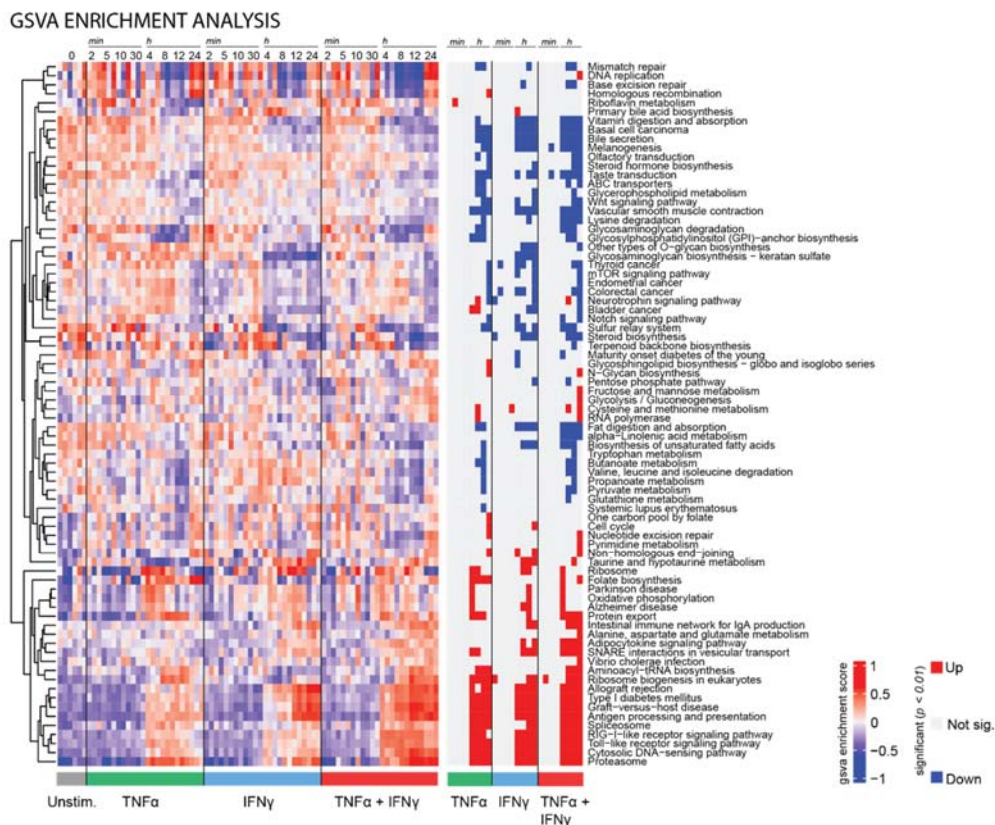 GSVA ENRICHMENT ANALYSIS
min h min h min h min h min h min h
0 2 5 10 30 4 8 12 24 2 5 10 30 4 8 12 24 2 5 10 30 4 8 12 24
Mismatch repair
DNA replication
Base excision repair
Homologous recombination
Riboflavin metabolism
Primary bile acid biosynthesis
Vitamin digestion and absorption
Basal cell carcinoma
Bile secretion
Melanogenesis
Olfactory transduction
Steroid hormone biosynthesis
Taste transduction
ABC transporters
Glycerophospholipid metabolism
Wnt signaling pathway
Vascular smooth muscle contraction
Lysine degradation
Glycosaminoglycan degradation
Glycosylphosphatidylinositol (GPI)−anchor biosynthesis
Other types of O−glycan biosynthesis
Glycosaminoglycan biosynthesis − keratan sulfate
Thyroid cancer
mTOR signaling pathway
Endometrial cancer
Colorectal cancer
Neurotrophin signaling pathway
Bladder cancer
Notch signaling pathway
Sulfur relay system
Steroid biosynthesis
Terpenoid backbone biosynthesis
Maturity onset diabetes of the young
Glycosphingolipid biosynthesis − globo and isoglobo series
N−Glycan biosynthesis
Pentose phosphate pathway
Fructose and mannose metabolism
Glycolysis / Gluconeogenesis
Cysteine and methionine metabolism
RNA polymerase
Fat digestion and absorption
alpha−Linolenic acid metabolism
Biosynthesis of unsaturated fatty acids
Tryptophan metabolism
Butanoate metabolism
Valine, leucine and isoleucine degradation
Propanoate metabolism
Pyruvate metabolism
Glutathione metabolism
Systemic lupus erythematosus
One carbon pool by folate
Cell cycle
Nucleotide excision repair
Pyrimidine metabolism
Non−homologous end−joining
Taurine and hypotaurine metabolism
Ribosome
Folate biosynthesis
Parkinson disease
Oxidative phosphorylation
Alzheimer disease
Protein export
Intestinal immune network for IgA production
Alanine, aspartate and glutamate metabolism
Adipocytokine signaling pathway
SNARE interactions in vesicular transport
Vibrio cholerae infection
Aminoacyl−tRNA biosynthesis
Ribosome biogenesis in eukaryotes
Allograft rejection
Type I diabetes mellitus
Graft−versus−host disease
Antigen processing and presentation
Spliceosome
RIG−I−like receptor signaling pathway
Toll−like receptor signaling pathway
Cytosolic DNA−sensing pathway
Proteasome
gsva enrichment score
1
0.5
0
−0.5
−1
significant (p < 0.01)
Up
Not sig.
Down
Unstim. TNFα IFNγ TNFα + IFNγ TNFα IFNγ TNFα +
IFNγ